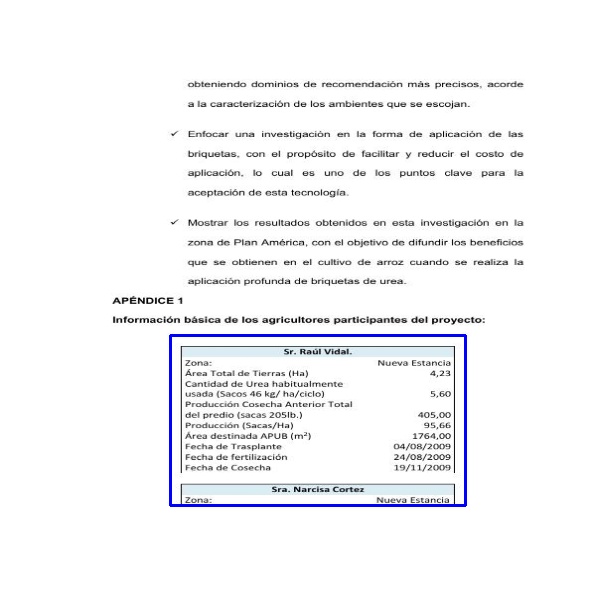 obteniendo dominios de recomendación más precisos, acorde
a la caracterización de los ambientes que se escojan.
✓ Enfocar una investigación en la forma de aplicación de las
briquetas, con el propósito de facilitar y reducir el costo de
aplicación, lo cual es uno de los puntos clave para la
aceptación de esta tecnología.
✓ Mostrar los resultados obtenidos en esta investigación en la
zona de Plan América, con el objetivo de difundir los beneficios
que se obtienen en el cultivo de arroz cuando se realiza la
aplicación profunda de briquetas de urea.
APÉNDICE 1
Información básica de los agricultores participantes del proyecto:
Sr. Raúl Vidal.
Zona: Nueva Estancia
Área Total de Tierras (Ha) 4,23
Cantidad de Urea habitualmente
usada (Sacos 46 kg/ ha/ciclo) 5,60
Producción Cosecha Anterior Total
del predio (sacas 205lb.) 405,00
Producción (Sacas/Ha) 95,66
Área destinada APUB (m²) 1764,00
Fecha de Trasplante 04/08/2009
Fecha de fertilización 24/08/2009
Fecha de Cosecha 19/11/2009
Sra. Narcisa Cortez
Zona: Nueva Estancia